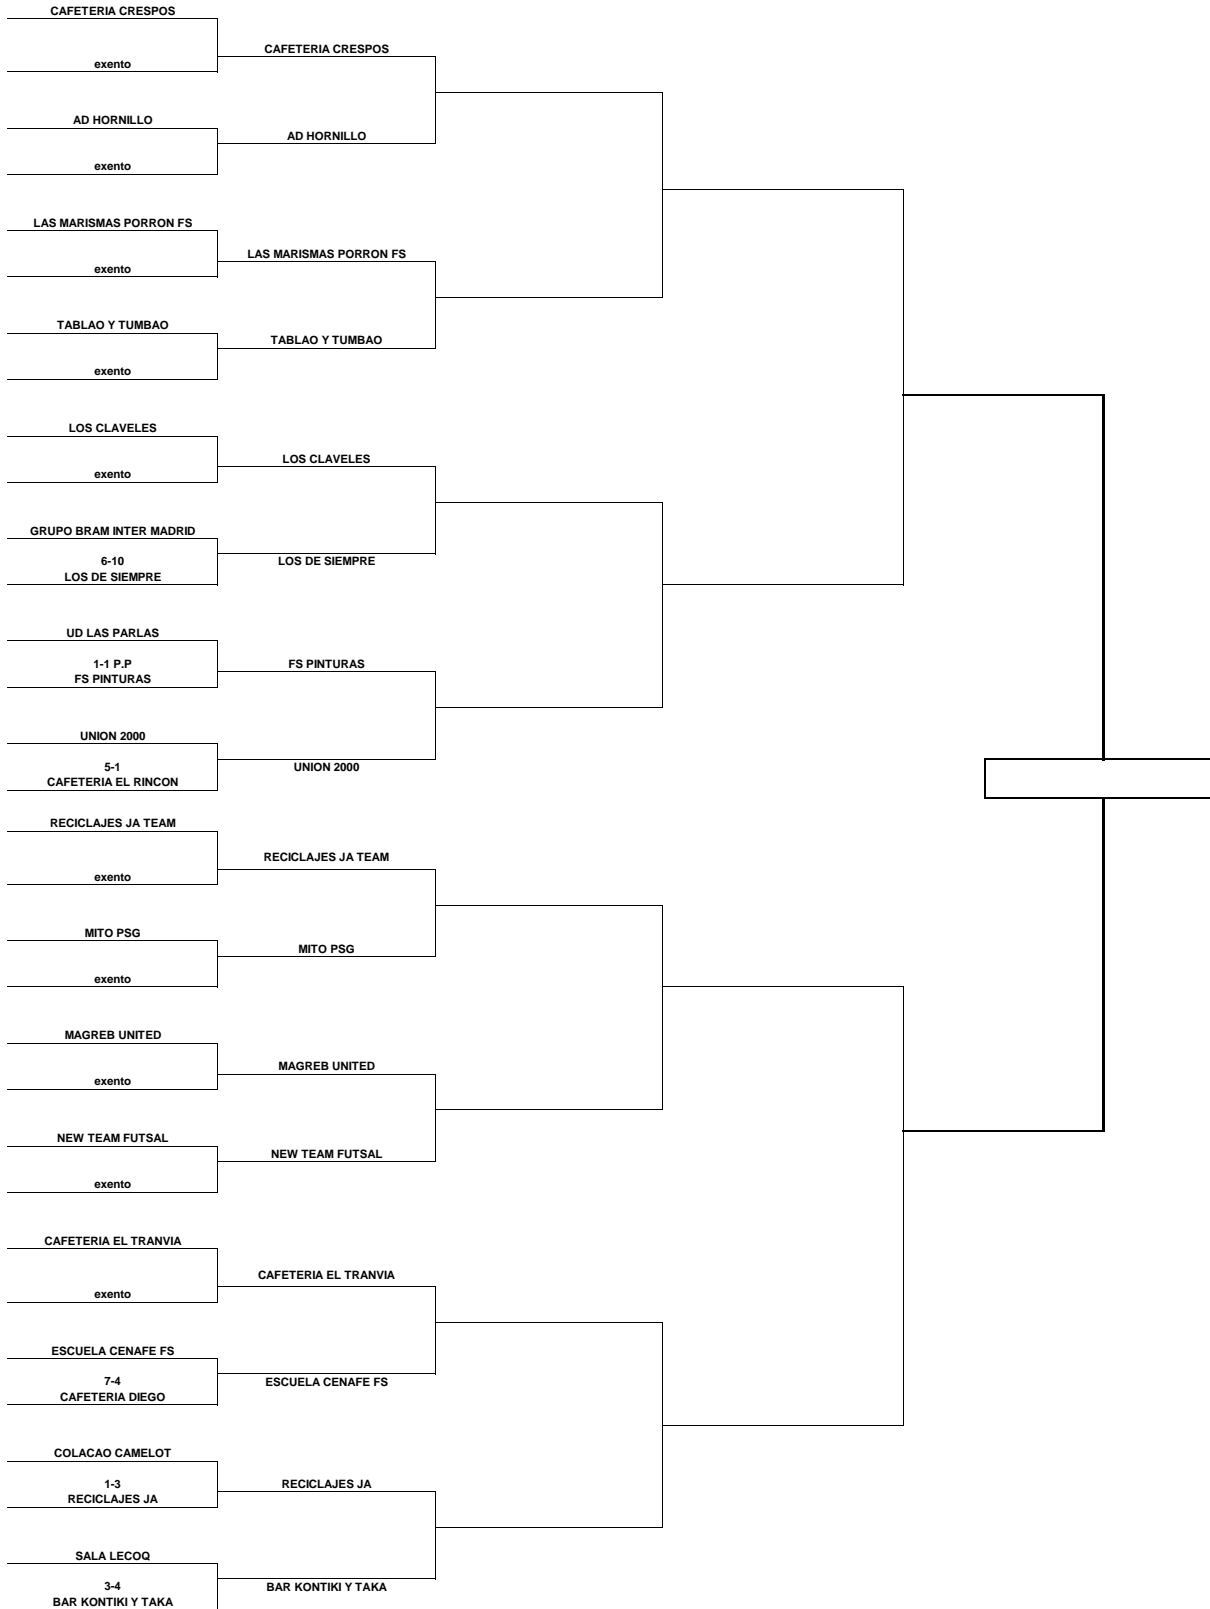 CAFETERIA CRESPOS
CAFETERIA CRESPOS
exento
AD HORNILLO
AD HORNILLO
exento
LAS MARISMAS PORRON FS
LAS MARISMAS PORRON FS
exento
TABLAO Y TUMBAO
TABLAO Y TUMBAO
exento
LOS CLAVELES
LOS CLAVELES
exento
GRUPO BRAM INTER MADRID
6-10
LOS DE SIEMPRE
LOS DE SIEMPRE
UD LAS PARLAS
1-1 P.P
FS PINTURAS
FS PINTURAS
UNION 2000
5-1
UNION 2000
CAFETERIA EL RINCON
RECICLAJES JA TEAM
RECICLAJES JA TEAM
exento
MITO PSG
MITO PSG
exento
MAGREB UNITED
MAGREB UNITED
exento
NEW TEAM FUTSAL
NEW TEAM FUTSAL
exento
CAFETERIA EL TRANVIA
CAFETERIA EL TRANVIA
exento
ESCUELA CENAFE FS
7-4
ESCUELA CENAFE FS
CAFETERIA DIEGO
COLACAO CAMELOT
1-3
RECICLAJES JA
RECICLAJES JA
SALA LECOQ
3-4
BAR KONTIKI Y TAKA
BAR KONTIKI Y TAKA